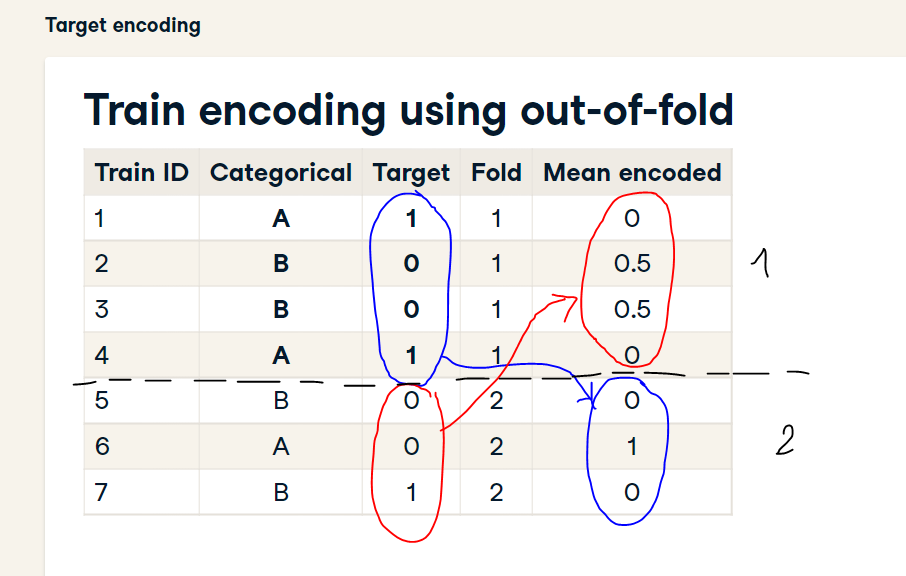 Target encoding
Train encoding using out-of-fold
Train ID Categorical Target Fold Mean encoded
1 A 1 1 0
2 B 0 1 0.5 1
3 B 0 1 0.5
4 A 1 1 0
5 B 0 2 0
6 A 0 2 1 2
7 B 1 2 0